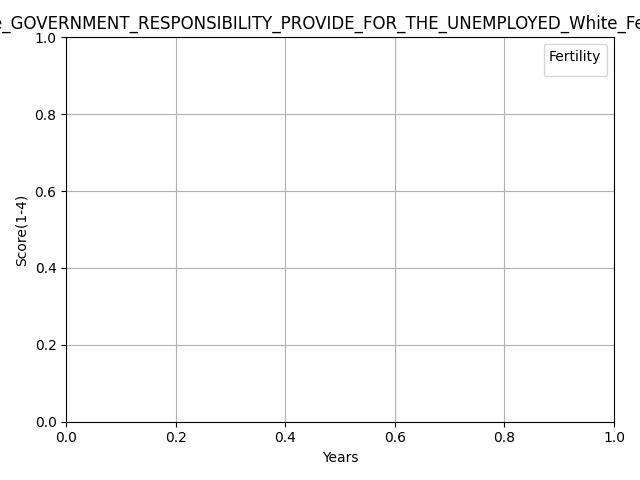 e_GOVERNMENT_RESPONSIBILITY_PROVIDE_FOR_THE_UNEMPLOYED_White_Fe
Fertility
1.0
0.8
0.6
0.4
0.2
0.0
Score(1-4)
0.0 0.2 0.4 0.6 0.8 1.0
Years